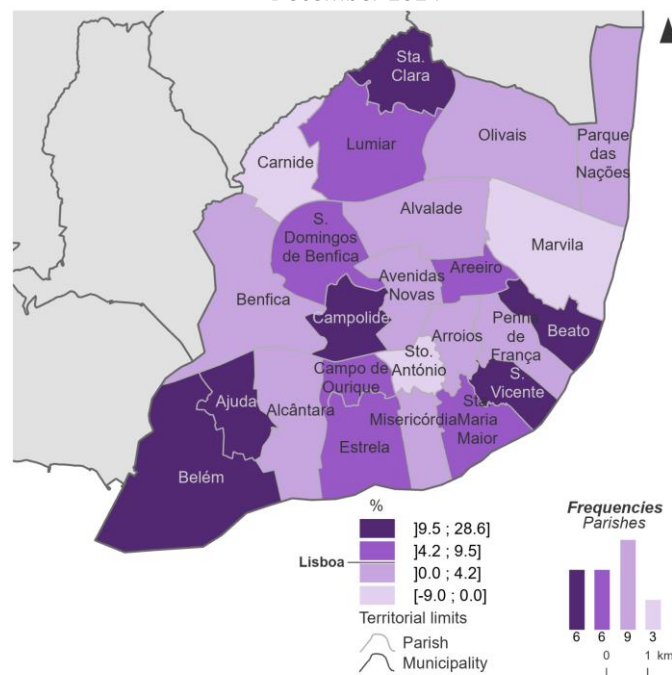 Sta.
Clara
Lumiar
Olivais
Parque
das
Nações
Carnide
Alvalade
S.
Domingos
de Benfica
Marvila
Avenidas
Novas
Areeiro
Benfica
Campolide
Arroios
Penha
de
França
Beato
Sto.
António
Campo de
Ourique
S.
Vicente
Ajuda
Alcântara
Misericórdia
Sta.
Maria
Maior
Estrela
Belém
%
]9.5 ; 28.6]
]4.2 ; 9.5]
Lisboa
]0.0 ; 4.2]
[-9.0 ; 0.0]
Territorial limits
Parish
Municipality
Frequencies
Parishes
6 6 9 3
0 1 km